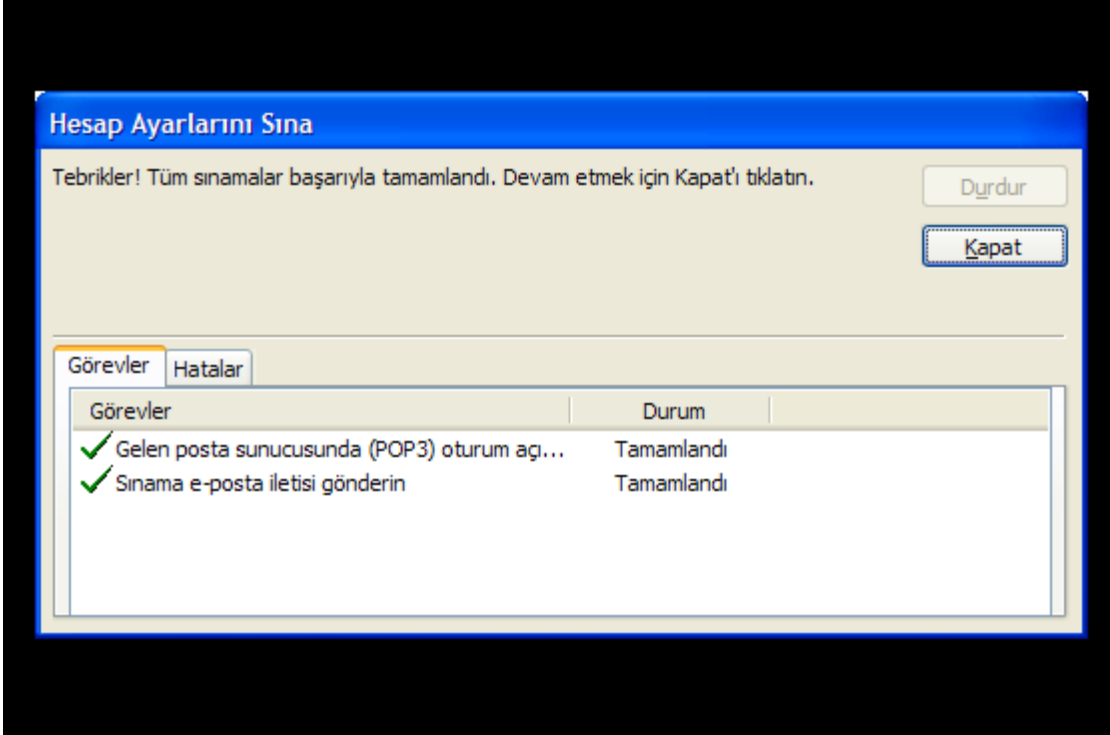 Hesap Ayarlarını Sına
Tebrikler! Tüm sınamalar başarıyla tamamlandı. Devam etmek için Kapat'ı tıklatın.
Durdur
Kapat
Görevler Hatalar
Görevler Durum
Gelen posta sunucusunda (POP3) oturum açı... Tamamlandı
Sınama e-posta iletisi gönderin Tamamlandı